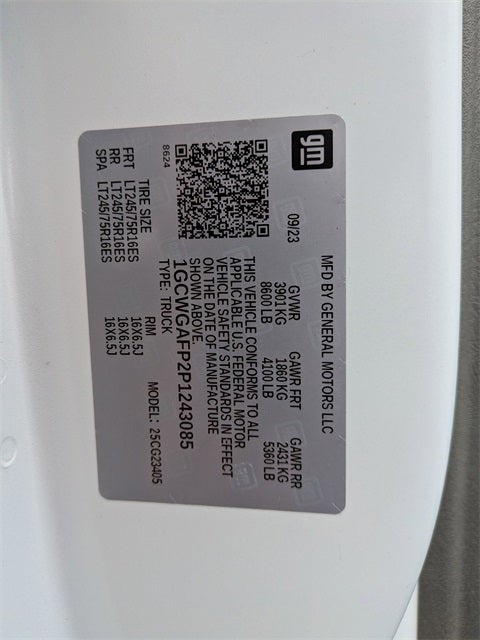 gm
MFD BY GENERAL MOTORS LLC
09/23 GVWR GAWR FRT GAWR RR
3901 KG 1860 KG 2431 KG
8600 LB 4100 LB 5360 LB
THIS VEHICLE CONFORMS TO ALL
APPLICABLE U.S. FEDERAL MOTOR
VEHICLE SAFETY STANDARDS IN EFFECT
ON THE DATE OF MANUFACTURE
SHOWN ABOVE.
1GCWGAFP2P1243085
8624 TYPE: TRUCK MODEL: 25CG23405
TIRE SIZE RIM
FRT LT245/75R16ES 16X6.5J
RR LT245/75R16ES 16X6.5J
SPA LT245/75R16ES 16X6.5J